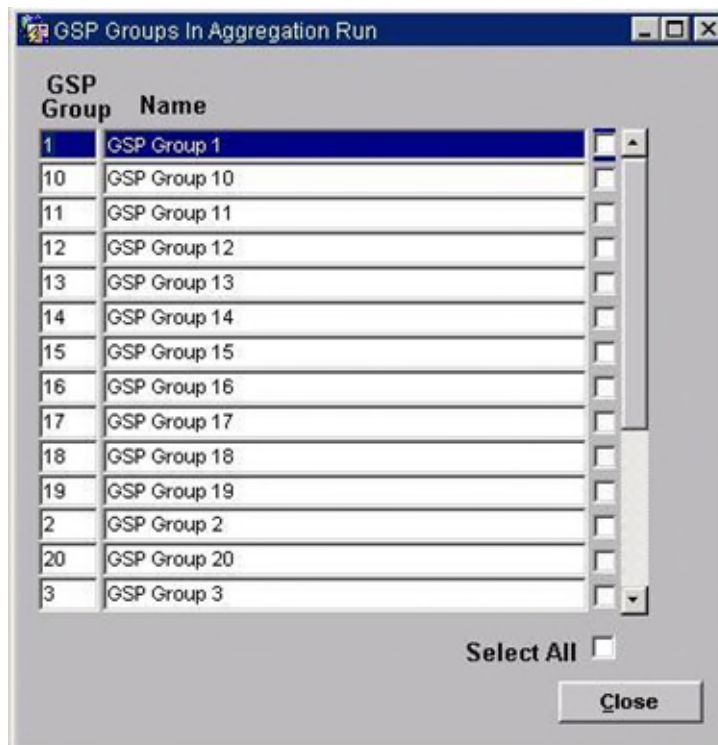 GSP Groups In Aggregation Run
GSP
Group Name
1 GSP Group 1
10 GSP Group 10
11 GSP Group 11
12 GSP Group 12
13 GSP Group 13
14 GSP Group 14
15 GSP Group 15
16 GSP Group 16
17 GSP Group 17
18 GSP Group 18
19 GSP Group 19
2 GSP Group 2
20 GSP Group 20
3 GSP Group 3
Select All
Close